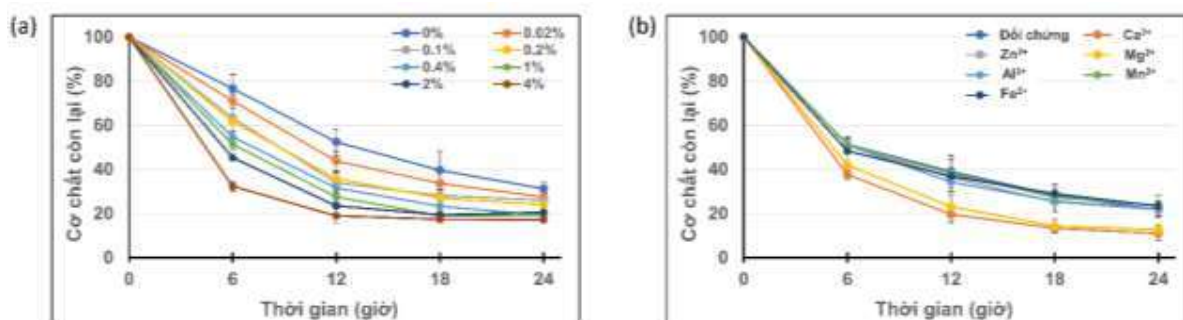 (a)
Cơ chất còn lại (%)
100
80
60
40
20
0
0% 0.02%
0.1% 0.2%
0.4% 1%
2% 4%
0 6 12 18 24
Thời gian (giờ)
(b)
Cơ chất còn lại (%)
100
80
60
40
20
0
Đối chứng Ca²⁺
Zn²⁺ Mg²⁺
Al³⁺ Mn²⁺
Fe²⁺
0 6 12 18 24
Thời gian (giờ)